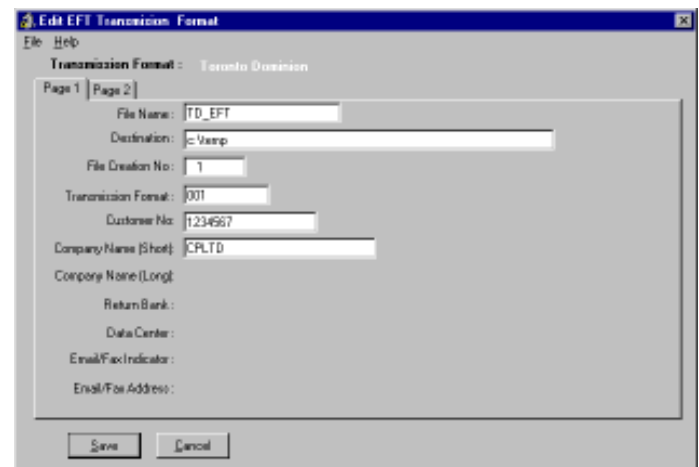 Edit EFT Transmision Format
File Help
Transmission Format : Toronto Dominion
Page 1 Page 2
File Name : TD_EFT
Destination : c:\temp
File Creation No : 1
Transmission Format : 001
Customer No: 1234567
Company Name (Short): CPLTD
Company Name (Long):
Return Bank :
Data Center :
Email/Fax Indicator :
Email/Fax Address :
Save Cancel